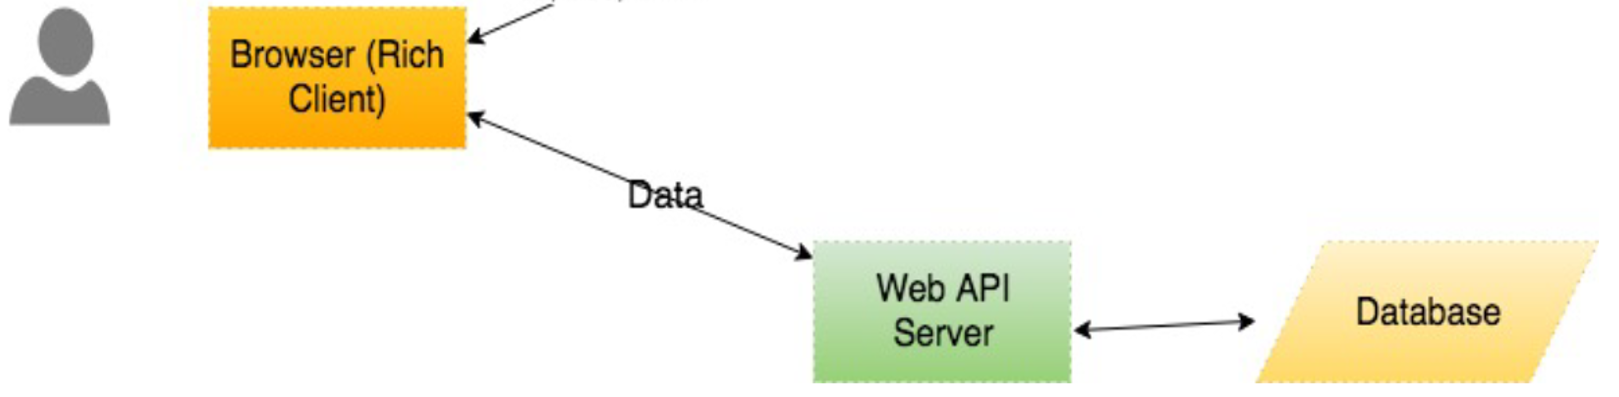 Browser (Rich
Client)
Data
Web API
Server
Database